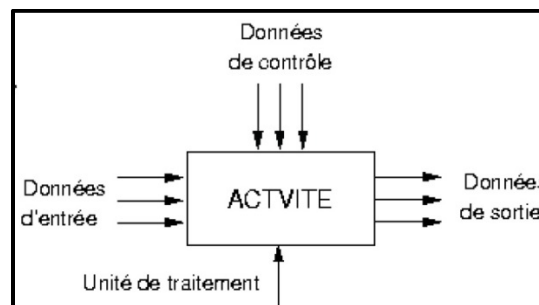 Données
de contrôle
Données
d'entrée
ACTVITE
Donnée
de sortie
Unité de traitement